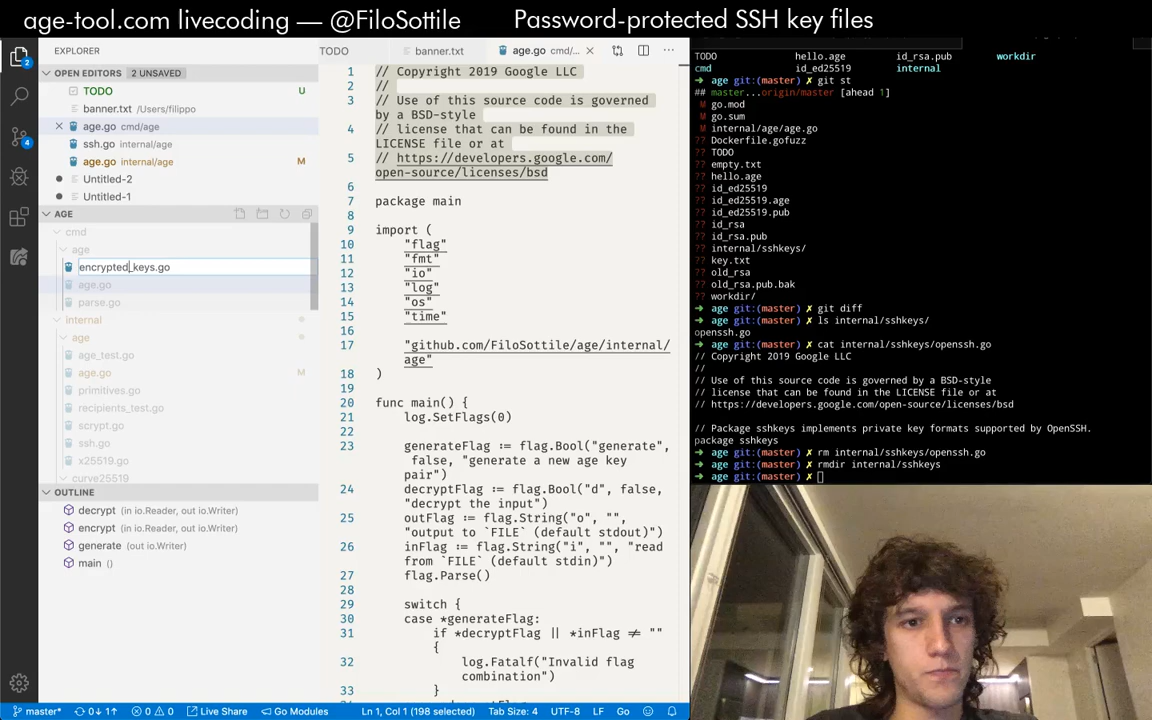 age-tool.com livecoding — @FiloSottile
Password-protected SSH key files
EXPLORER
OPEN EDITORS 2 UNSAVED
TODO U
banner.txt /Users/filippo
age.go cmd/age
ssh.go internal/age
age.go internal/age M
Untitled-2
Untitled-1
AGE
cmd
age
encrypted_keys.go
age.go
parse.go
internal
age
age_test.go
age.go M
primitives.go
recipients_test.go
scrypt.go
ssh.go
x25519.go
curve25519
OUTLINE
decrypt (in io.Reader, out io.Writer)
encrypt (in io.Reader, out io.Writer)
generate (out io.Writer)
main ()
TODO banner.txt age.go cmd/...
1 // Copyright 2019 Google LLC
2 //
3 // Use of this source code is governed
by a BSD-style
4 // license that can be found in the
LICENSE file or at
5 // https://developers.google.com/
open-source/licenses/bsd
6
7 package main
8
9 import (
10 "flag"
11 "fmt"
12 "io"
13 "log"
14 "os"
15 "time"
16
17 "github.com/FiloSottile/age/internal/
age"
18 )
19
20 func main() {
21 log.SetFlags(0)
22
23 generateFlag := flag.Bool("generate",
false, "generate a new age key
pair")
24 decryptFlag := flag.Bool("d", false,
"decrypt the input")
25 outFlag := flag.String("o", "",
"output to `FILE` (default stdout)")
26 inFlag := flag.String("i", "", "read
from `FILE` (default stdin)")
27 flag.Parse()
28
29 switch {
30 case *generateFlag:
31 if *decryptFlag || *inFlag ≠ ""
{
32 log.Fatalf("Invalid flag
combination")
33 }
TODO hello.age id_rsa.pub workdir
cmd id_ed25519 internal
➜ age git:(master) ✗ git st
## master...origin/master [ahead 1]
M go.mod
M go.sum
M internal/age/age.go
?? Dockerfile.gofuzz
?? TODO
?? empty.txt
?? hello.age
?? id_ed25519
?? id_ed25519.age
?? id_ed25519.pub
?? id_rsa
?? id_rsa.pub
?? internal/sshkeys/
?? key.txt
?? old_rsa
?? old_rsa.pub.bak
?? workdir/
➜ age git:(master) ✗ git diff
➜ age git:(master) ✗ ls internal/sshkeys/
openssh.go
➜ age git:(master) ✗ cat internal/sshkeys/openssh.go
// Copyright 2019 Google LLC
//
// Use of this source code is governed by a BSD-style
// license that can be found in the LICENSE file or at
// https://developers.google.com/open-source/licenses/bsd
// Package sshkeys implements private key formats supported by OpenSSH.
package sshkeys
➜ age git:(master) ✗ rm internal/sshkeys/openssh.go
➜ age git:(master) ✗ rmdir internal/sshkeys
➜ age git:(master) ✗
2
4
master* 0↓ 1↑ 0 0 Live Share Go Modules Ln 1, Col 1 (198 selected) Tab Size: 4 UTF-8 LF Go